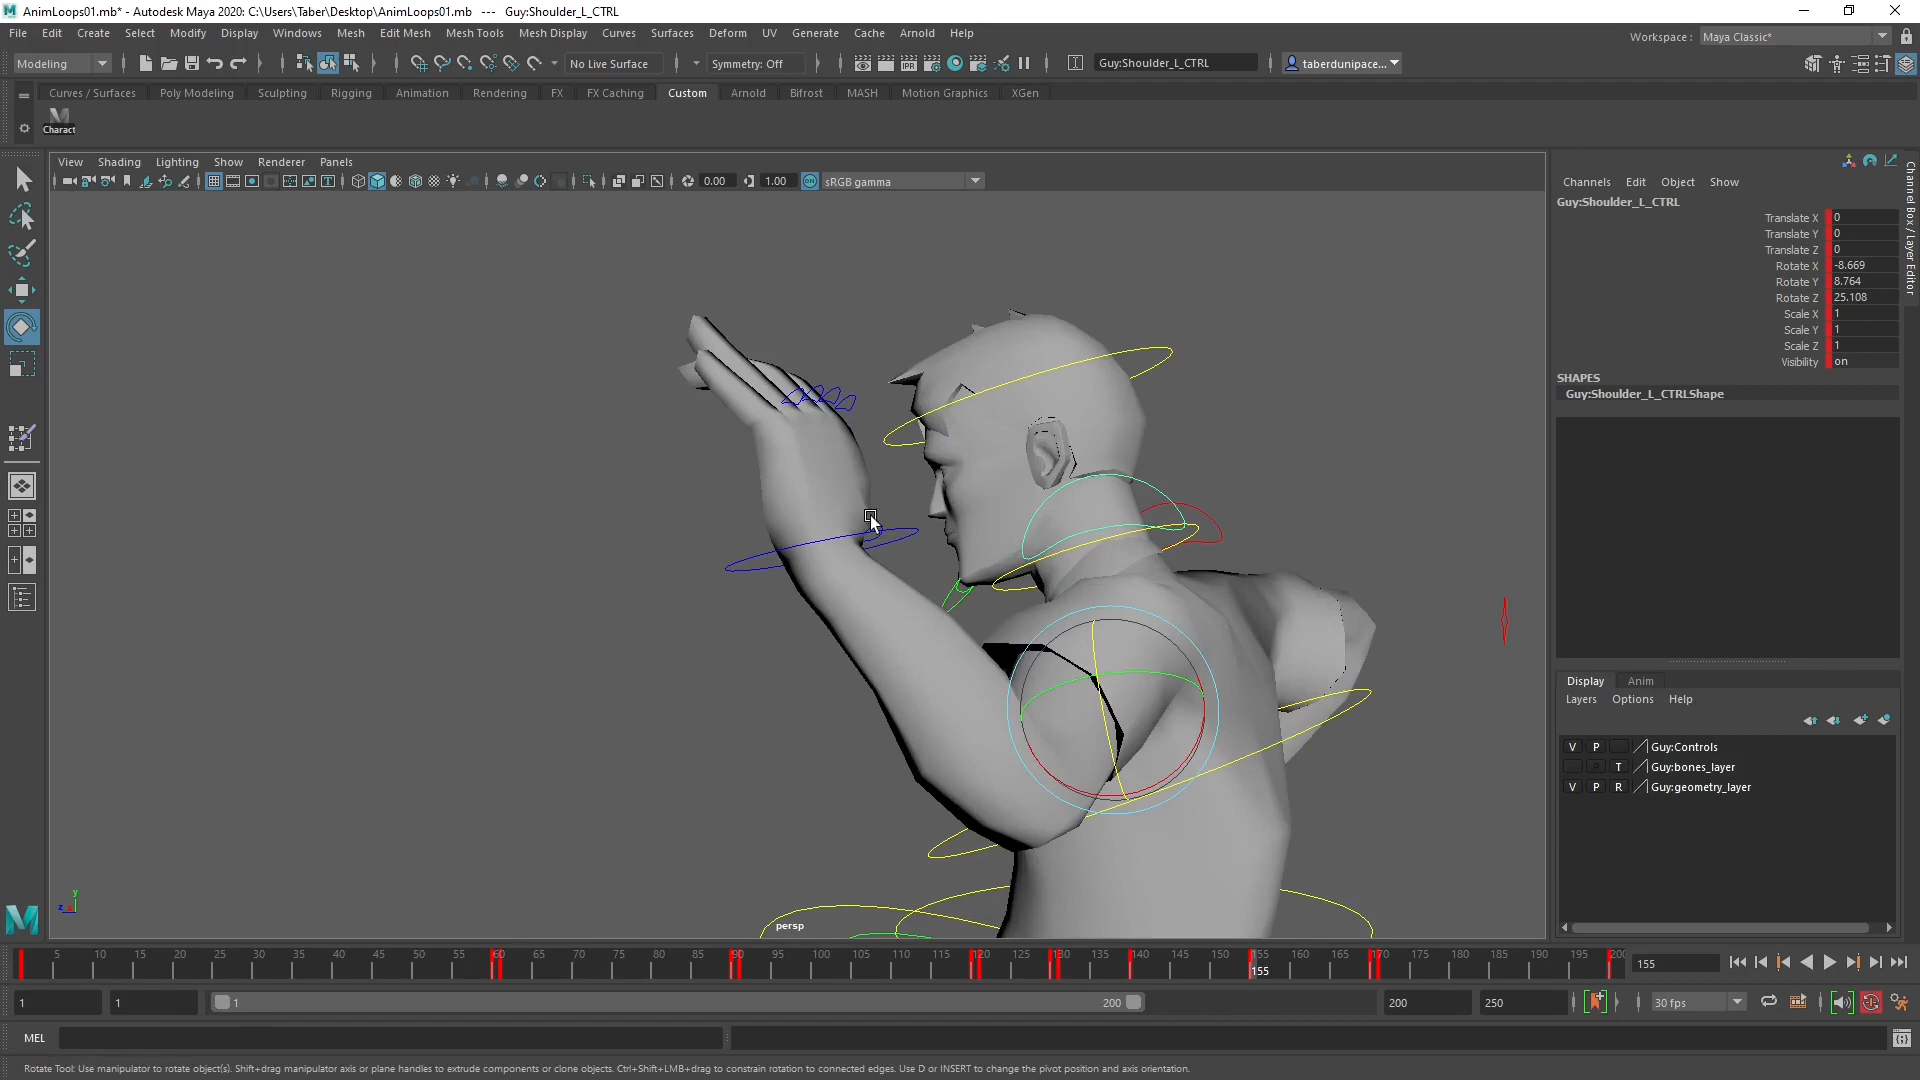 AnimLoops01.mb* - Autodesk Maya 2020: C:\Users\Taber\Desktop\AnimLoops01.mb   ---   Guy:Shoulder_L_CTRL
File Edit Create Select Modify Display Windows Mesh Edit Mesh Mesh Tools Mesh Display Curves Surfaces Deform UV Generate Cache Arnold Help
Workspace : Maya Classic*
Modeling No Live Surface Symmetry: Off IPR Guy:Shoulder_L_CTRL taberdunipace...
Curves / Surfaces Poly Modeling Sculpting Rigging Animation Rendering FX FX Caching Custom Arnold Bifrost MASH Motion Graphics XGen
Charact
View Shading Lighting Show Renderer Panels
0.00 1.00 ON sRGB gamma
Channels Edit Object Show
Guy:Shoulder_L_CTRL
Translate X 0
Translate Y 0
Translate Z 0
Rotate X -8.669
Rotate Y 8.764
Rotate Z 25.108
Scale X 1
Scale Y 1
Scale Z 1
Visibility on
SHAPES
Guy:Shoulder_L_CTRLShape
Channel Box / Layer Editor
Display Anim
Layers Options Help
V P Guy:Controls
P T Guy:bones_layer
V P R Guy:geometry_layer
y
z x
persp
5 10 15 20 25 30 35 40 45 50 55 60 65 70 75 80 85 90 95 100 105 110 115 120 125 130 135 140 145 150 155 160 165 170 175 180 185 190 195 200
155
155
1 1 1 200 200 250 30 fps
MEL
Rotate Tool: Use manipulator to rotate object(s). Shift+drag manipulator axis or plane handles to extrude components or clone objects. Ctrl+Shift+LMB+drag to constrain rotation to connected edges. Use D or INSERT to change the pivot position and axis orientation.